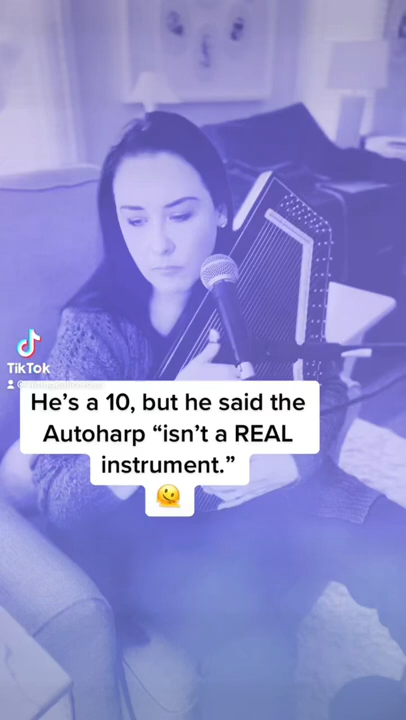 TikTok
He's a 10, but he said the
Autoharp “isn't a REAL
instrument.”